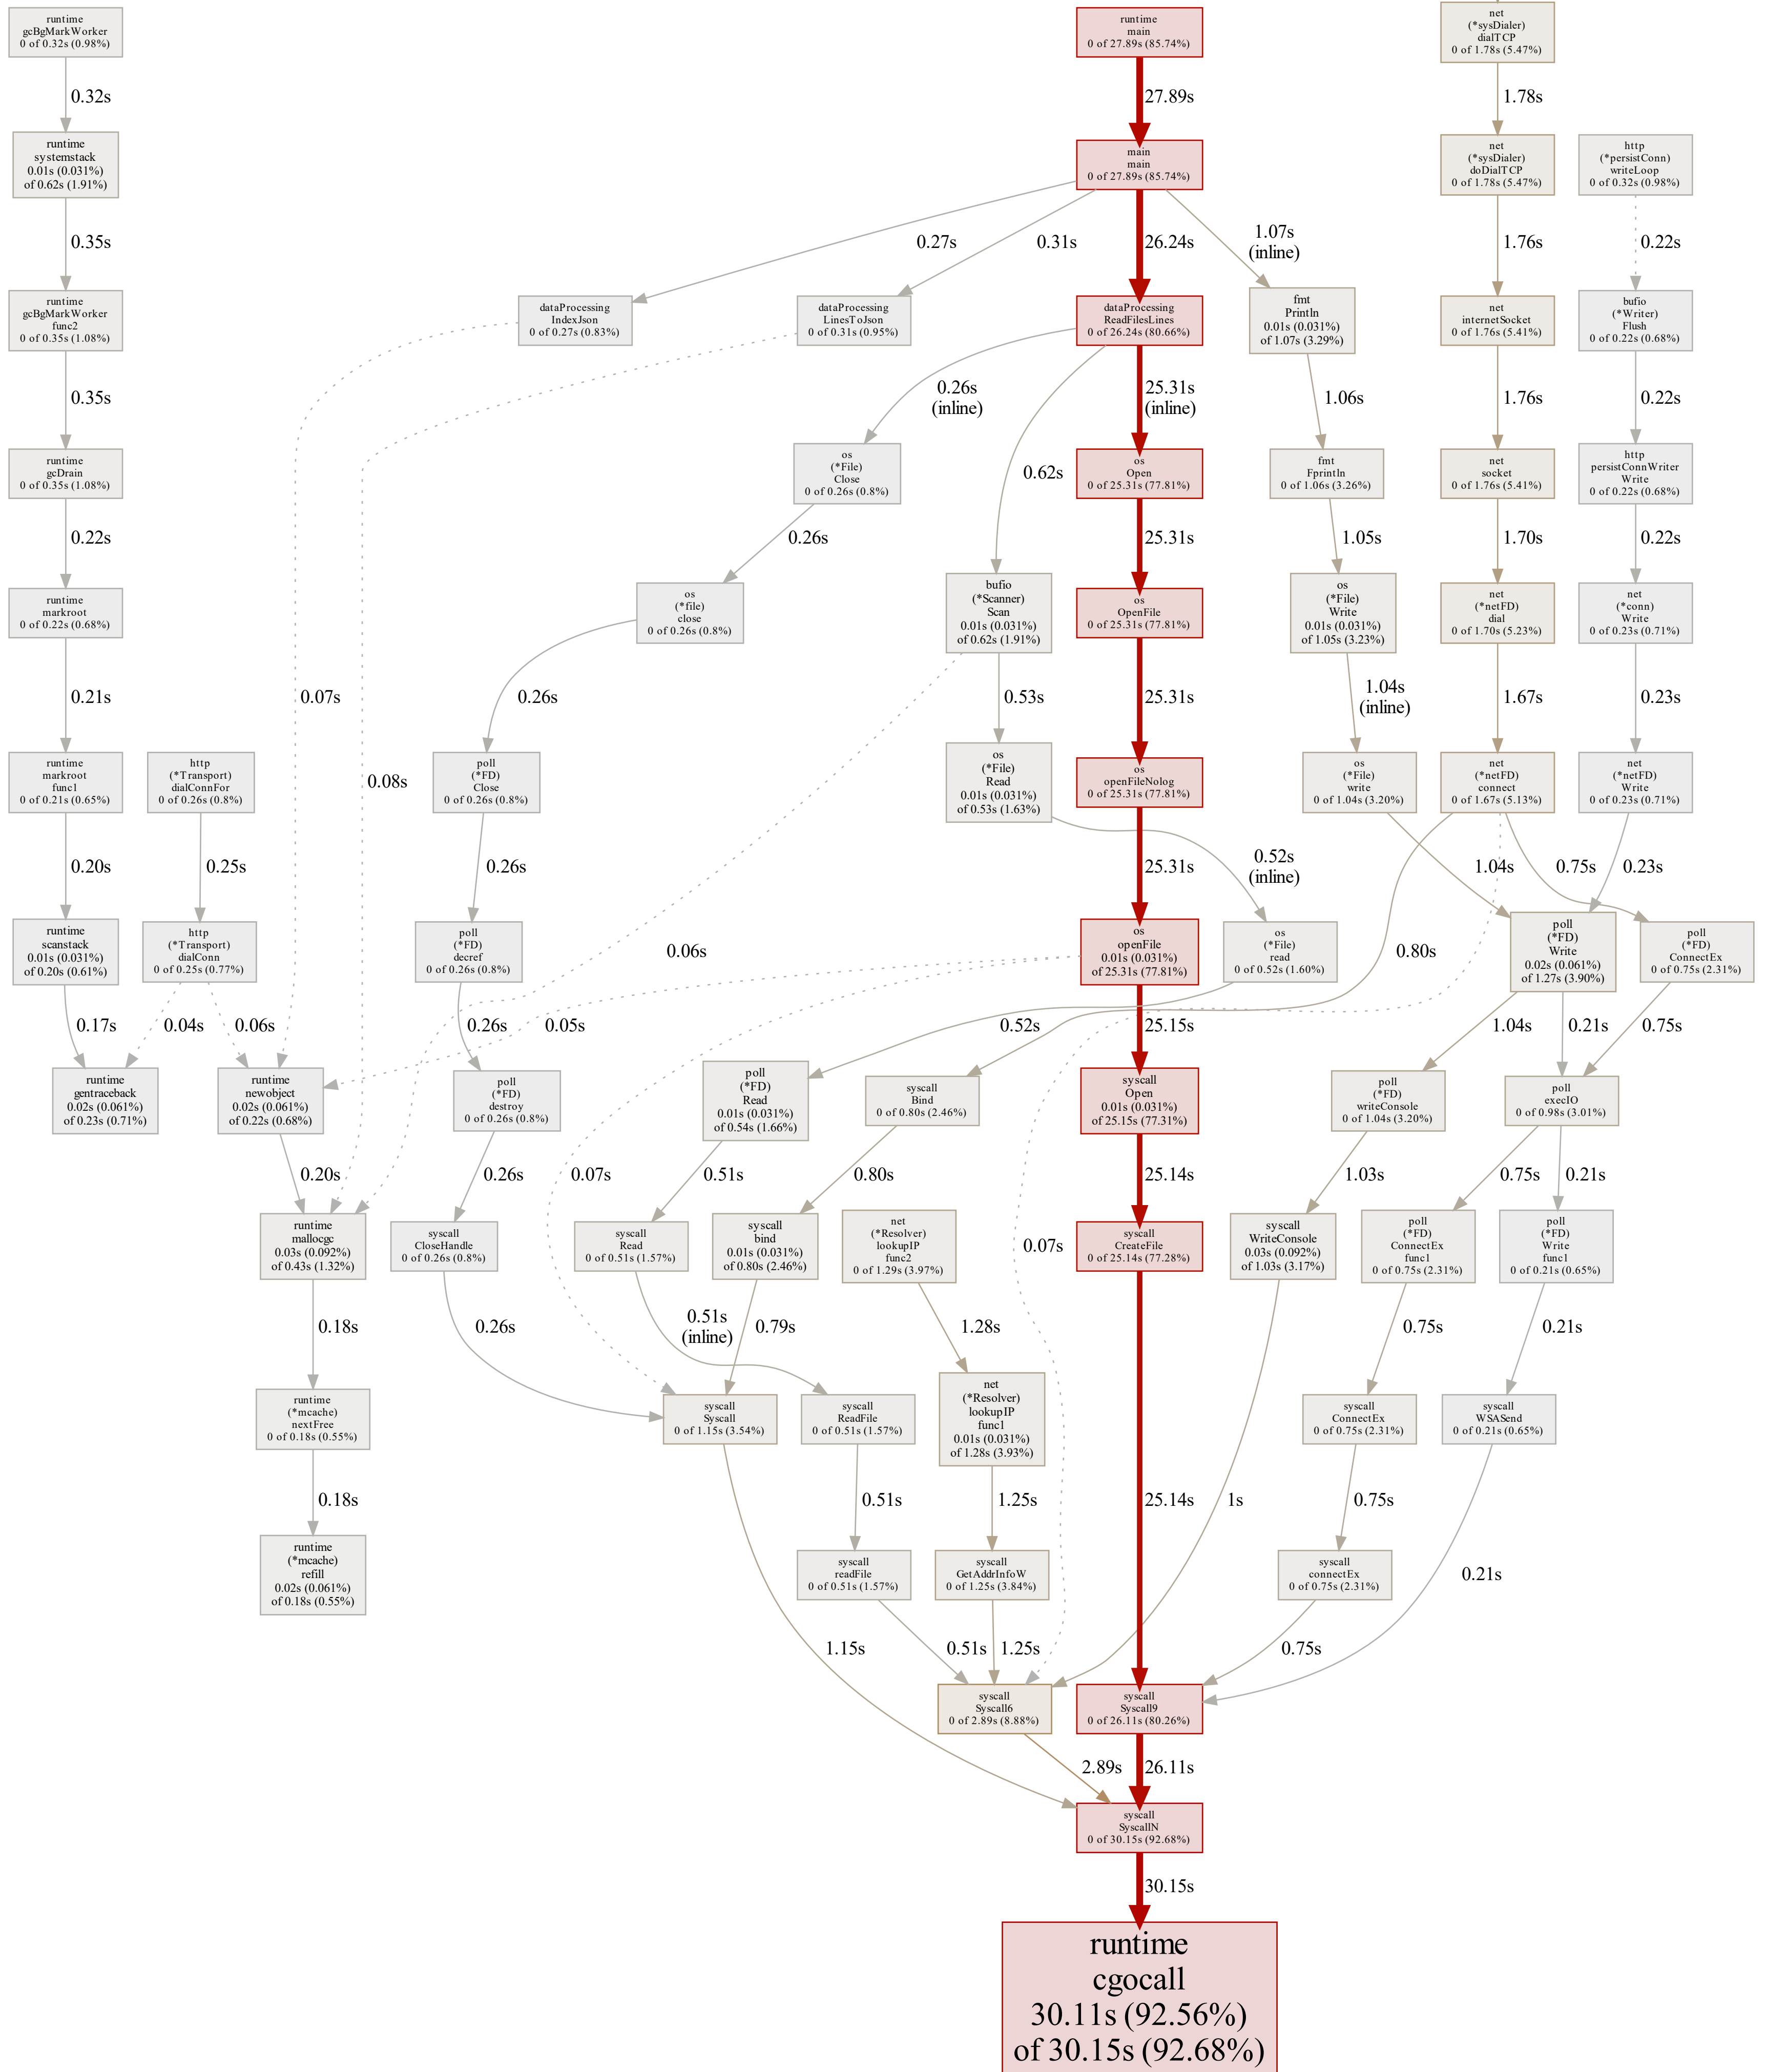 runtime
gcBgMarkWorker
0 of 0.32s (0.98%)
runtime
main
0 of 27.89s (85.74%)
net
(*sysDialer)
dialTCP
0 of 1.78s (5.47%)
0.32s
27.89s
1.78s
runtime
systemstack
0.01s (0.031%)
of 0.62s (1.91%)
main
main
0 of 27.89s (85.74%)
net
(*sysDialer)
doDialTCP
0 of 1.78s (5.47%)
http
(*persistConn)
writeLoop
0 of 0.32s (0.98%)
0.35s
0.27s
0.31s
26.24s
1.07s
(inline)
1.76s
0.22s
runtime
gcBgMarkWorker
func2
0 of 0.35s (1.08%)
dataProcessing
IndexJson
0 of 0.27s (0.83%)
dataProcessing
LinesToJson
0 of 0.31s (0.95%)
dataProcessing
ReadFilesLines
0 of 26.24s (80.66%)
fmt
Println
0.01s (0.031%)
of 1.07s (3.29%)
net
internetSocket
0 of 1.76s (5.41%)
bufio
(*Writer)
Flush
0 of 0.22s (0.68%)
0.35s
0.26s
(inline)
25.31s
(inline)
1.06s
1.76s
0.22s
runtime
gcDrain
0 of 0.35s (1.08%)
os
(*File)
Close
0 of 0.26s (0.8%)
0.62s
os
Open
0 of 25.31s (77.81%)
fmt
Fprintln
0 of 1.06s (3.26%)
net
socket
0 of 1.76s (5.41%)
http
persistConnWriter
Write
0 of 0.22s (0.68%)
0.22s
0.26s
25.31s
1.05s
1.70s
0.22s
runtime
markroot
0 of 0.22s (0.68%)
os
(*file)
close
0 of 0.26s (0.8%)
bufio
(*Scanner)
Scan
0.01s (0.031%)
of 0.62s (1.91%)
os
OpenFile
0 of 25.31s (77.81%)
os
(*File)
Write
0.01s (0.031%)
of 1.05s (3.23%)
net
(*netFD)
dial
0 of 1.70s (5.23%)
net
(*conn)
Write
0 of 0.23s (0.71%)
0.21s
0.07s
0.26s
0.53s
25.31s
1.04s
(inline)
1.67s
0.23s
runtime
markroot
func1
0 of 0.21s (0.65%)
http
(*Transport)
dialConnFor
0 of 0.26s (0.8%)
0.08s
poll
(*FD)
Close
0 of 0.26s (0.8%)
os
(*File)
Read
0.01s (0.031%)
of 0.53s (1.63%)
os
openFileNolog
0 of 25.31s (77.81%)
os
(*File)
write
0 of 1.04s (3.20%)
net
(*netFD)
connect
0 of 1.67s (5.13%)
net
(*netFD)
Write
0 of 0.23s (0.71%)
0.20s
0.25s
0.26s
25.31s
0.52s
(inline)
1.04s
0.75s
0.23s
runtime
scanstack
0.01s (0.031%)
of 0.20s (0.61%)
http
(*Transport)
dialConn
0 of 0.25s (0.77%)
poll
(*FD)
decref
0 of 0.26s (0.8%)
0.06s
os
openFile
0.01s (0.031%)
of 25.31s (77.81%)
os
(*File)
read
0 of 0.52s (1.60%)
0.80s
poll
(*FD)
Write
0.02s (0.061%)
of 1.27s (3.90%)
poll
(*FD)
ConnectEx
0 of 0.75s (2.31%)
0.17s
0.04s
0.06s
0.26s
0.05s
0.52s
25.15s
1.04s
0.21s
0.75s
runtime
gentraceback
0.02s (0.061%)
of 0.23s (0.71%)
runtime
newobject
0.02s (0.061%)
of 0.22s (0.68%)
poll
(*FD)
destroy
0 of 0.26s (0.8%)
poll
(*FD)
Read
0.01s (0.031%)
of 0.54s (1.66%)
syscall
Bind
0 of 0.80s (2.46%)
syscall
Open
0.01s (0.031%)
of 25.15s (77.31%)
poll
(*FD)
writeConsole
0 of 1.04s (3.20%)
poll
execIO
0 of 0.98s (3.01%)
0.20s
0.26s
0.07s
0.51s
0.80s
25.14s
1.03s
0.75s
0.21s
runtime
mallocgc
0.03s (0.092%)
of 0.43s (1.32%)
syscall
CloseHandle
0 of 0.26s (0.8%)
syscall
Read
0 of 0.51s (1.57%)
syscall
bind
0.01s (0.031%)
of 0.80s (2.46%)
net
(*Resolver)
lookupIP
func2
0 of 1.29s (3.97%)
0.07s
syscall
CreateFile
0 of 25.14s (77.28%)
syscall
WriteConsole
0.03s (0.092%)
of 1.03s (3.17%)
poll
(*FD)
ConnectEx
func1
0 of 0.75s (2.31%)
poll
(*FD)
Write
func1
0 of 0.21s (0.65%)
0.18s
0.26s
0.51s
(inline)
0.79s
1.28s
0.75s
0.21s
runtime
(*mcache)
nextFree
0 of 0.18s (0.55%)
syscall
Syscall
0 of 1.15s (3.54%)
syscall
ReadFile
0 of 0.51s (1.57%)
net
(*Resolver)
lookupIP
func1
0.01s (0.031%)
of 1.28s (3.93%)
syscall
ConnectEx
0 of 0.75s (2.31%)
syscall
WSASend
0 of 0.21s (0.65%)
0.18s
0.51s
1.25s
25.14s
1s
0.75s
runtime
(*mcache)
refill
0.02s (0.061%)
of 0.18s (0.55%)
syscall
readFile
0 of 0.51s (1.57%)
syscall
GetAddrInfoW
0 of 1.25s (3.84%)
syscall
connectEx
0 of 0.75s (2.31%)
0.21s
1.15s
0.51s
1.25s
0.75s
syscall
Syscall6
0 of 2.89s (8.88%)
syscall
Syscall9
0 of 26.11s (80.26%)
2.89s
26.11s
syscall
SyscallN
0 of 30.15s (92.68%)
30.15s
runtime
cgocall
30.11s (92.56%)
of 30.15s (92.68%)